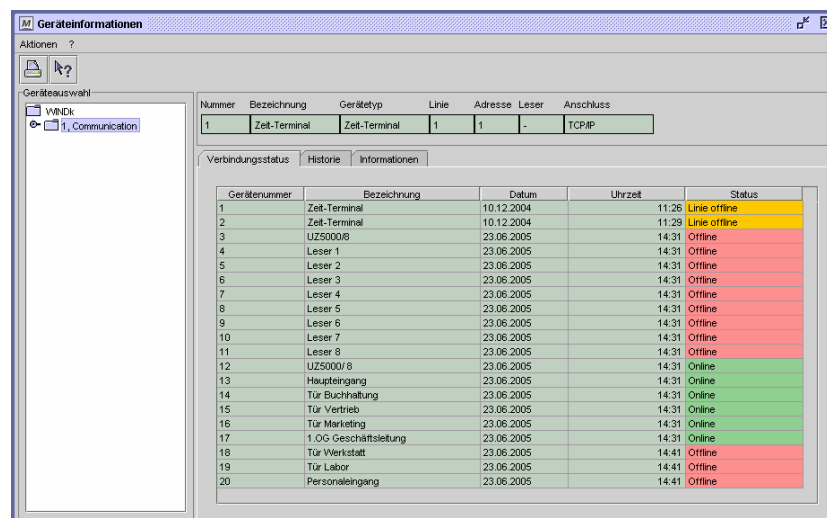 M Geräteinformationen
Aktionen ?
Geräteauswahl
WINDk
1, Communication
Nummer Bezeichnung Gerätetyp Linie Adresse Leser Anschluss
1 Zeit-Terminal Zeit-Terminal 1 1 - TCP/IP
Verbindungsstatus Historie Informationen
Gerätenummer Bezeichnung Datum Uhrzeit Status
1 Zeit-Terminal 10.12.2004 11:26 Linie offline
2 Zeit-Terminal 10.12.2004 11:29 Linie offline
3 UZ5000/8 23.06.2005 14:31 Offline
4 Leser 1 23.06.2005 14:31 Offline
5 Leser 2 23.06.2005 14:31 Offline
6 Leser 3 23.06.2005 14:31 Offline
7 Leser 4 23.06.2005 14:31 Offline
8 Leser 5 23.06.2005 14:31 Offline
9 Leser 6 23.06.2005 14:31 Offline
10 Leser 7 23.06.2005 14:31 Offline
11 Leser 8 23.06.2005 14:31 Offline
12 UZ5000/ 8 23.06.2005 14:31 Online
13 Haupteingang 23.06.2005 14:31 Online
14 Tür Buchhaltung 23.06.2005 14:31 Online
15 Tür Vertrieb 23.06.2005 14:31 Online
16 Tür Marketing 23.06.2005 14:31 Online
17 1.OG Geschäftsleitung 23.06.2005 14:31 Online
18 Tür Werkstatt 23.06.2005 14:41 Offline
19 Tür Labor 23.06.2005 14:41 Offline
20 Personaleingang 23.06.2005 14:41 Offline